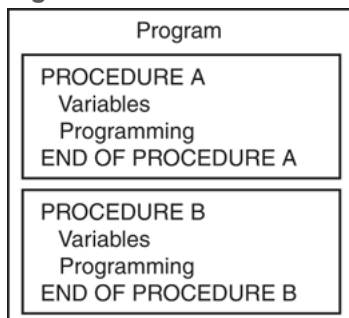 Program
PROCEDURE A
Variables
Programming
END OF PROCEDURE A
PROCEDURE B
Variables
Programming
END OF PROCEDURE B